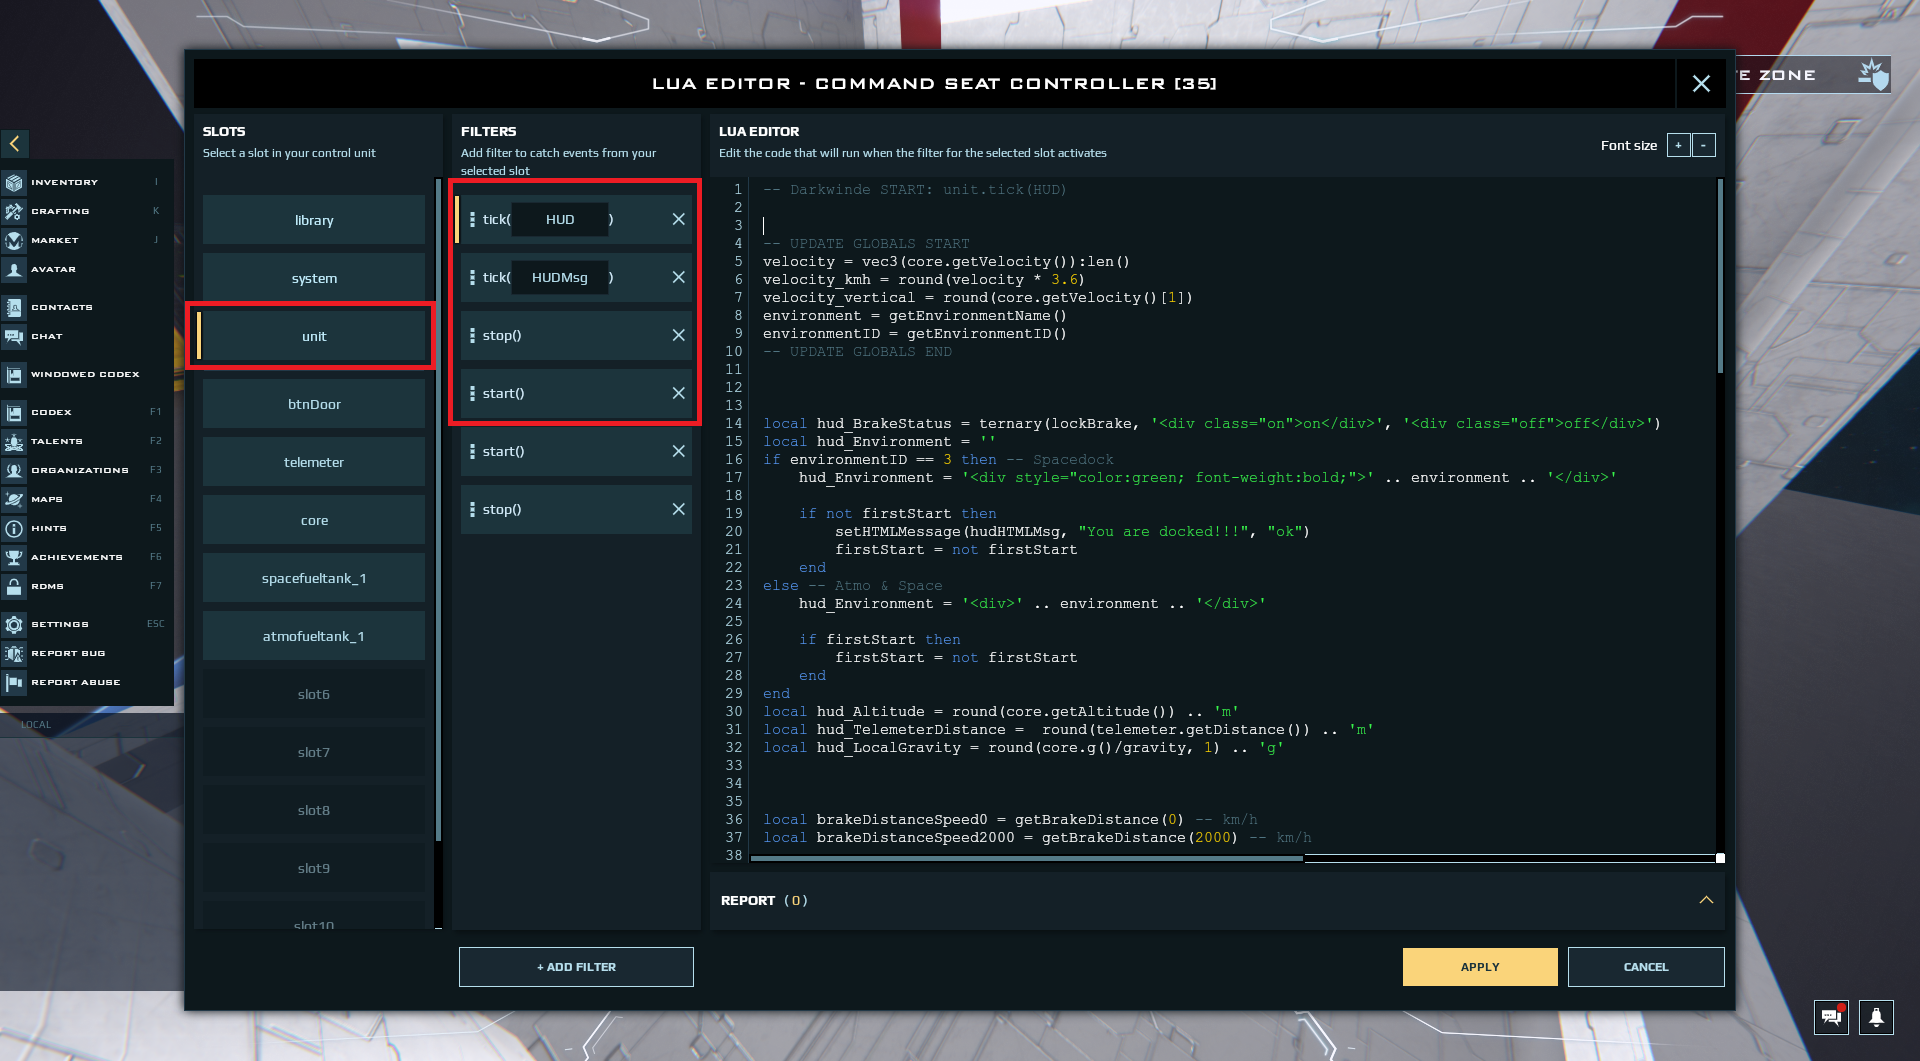 LUA EDITOR - COMMAND SEAT CONTROLLER [35]
E ZONE
INVENTORY I
CRAFTING K
MARKET J
AVATAR
CONTACTS
CHAT
WINDOWED CODEX
CODEX F1
TALENTS F2
ORGANIZATIONS F3
MAPS F4
HINTS F5
ACHIEVEMENTS F6
RDMS F7
SETTINGS ESC
REPORT BUG
REPORT ABUSE
LOCAL
SLOTS
Select a slot in your control unit
library
system
unit
btnDoor
telemeter
core
spacefueltank_1
atmofueltank_1
slot6
slot7
slot8
slot9
slot10
FILTERS
Add filter to catch events from your
selected slot
tick( HUD )
tick( HUDMsg )
stop()
start()
start()
stop()
+ ADD FILTER
LUA EDITOR
Edit the code that will run when the filter for the selected slot activates
Font size + -
1 -- Darkwinde START: unit.tick(HUD)
2
3
4 -- UPDATE GLOBALS START
5 velocity = vec3(core.getVelocity()):len()
6 velocity_kmh = round(velocity * 3.6)
7 velocity_vertical = round(core.getVelocity()[1])
8 environment = getEnvironmentName()
9 environmentID = getEnvironmentID()
10 -- UPDATE GLOBALS END
11
12
13
14 local hud_BrakeStatus = ternary(lockBrake, '<div class="on">on</div>', '<div class="off">off</div>')
15 local hud_Environment = ''
16 if environmentID == 3 then -- Spacedock
17 hud_Environment = '<div style="color:green; font-weight:bold;">' .. environment .. '</div>'
18
19 if not firstStart then
20 setHTMLMessage(hudHTMLMsg, "You are docked!!!", "ok")
21 firstStart = not firstStart
22 end
23 else -- Atmo & Space
24 hud_Environment = '<div>' .. environment .. '</div>'
25
26 if firstStart then
27 firstStart = not firstStart
28 end
29 end
30 local hud_Altitude = round(core.getAltitude()) .. 'm'
31 local hud_TelemeterDistance =  round(telemeter.getDistance()) .. 'm'
32 local hud_LocalGravity = round(core.g()/gravity, 1) .. 'g'
33
34
35
36 local brakeDistanceSpeed0 = getBrakeDistance(0) -- km/h
37 local brakeDistanceSpeed2000 = getBrakeDistance(2000) -- km/h
38
REPORT (0)
APPLY
CANCEL